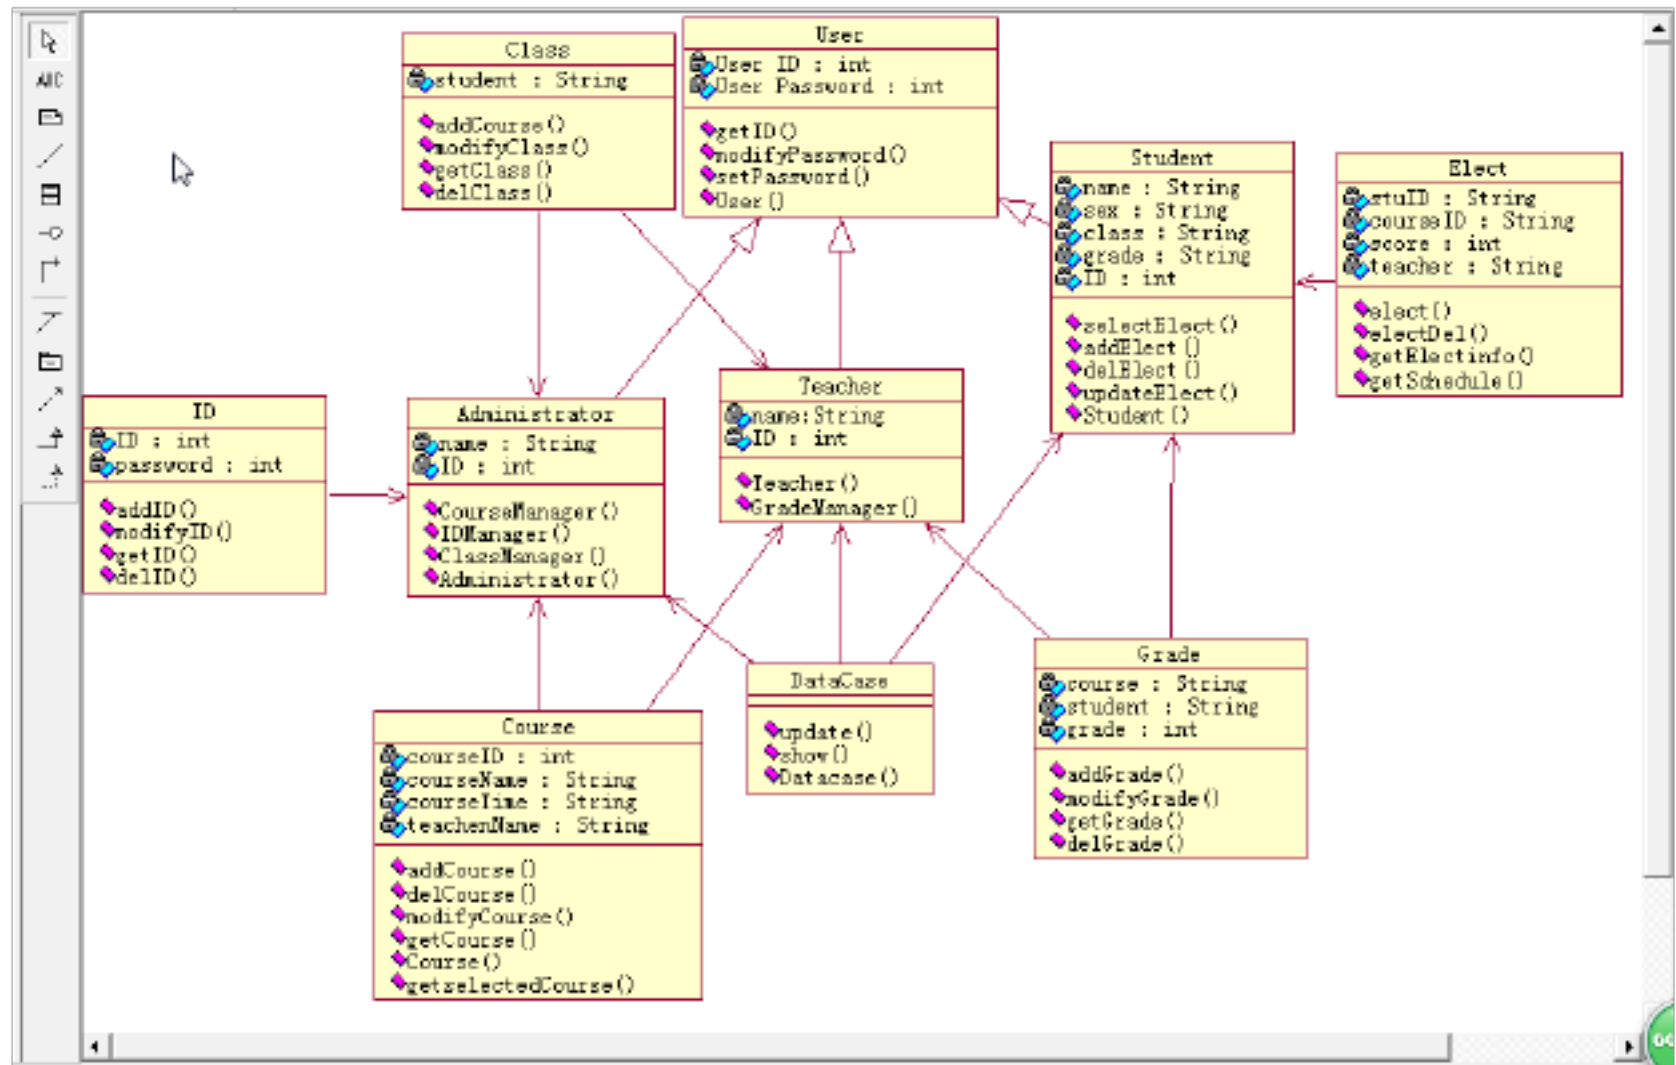 ABC
Class
student : String
addCourse()
modifyClass()
getClass()
delClass()
User
User ID : int
User Password : int
getID()
modifyPassword()
setPassword()
User()
Student
name : String
sex : String
class : String
grade : String
ID : int
selectElect()
addElect()
delElect()
updateElect()
Student()
Elect
stuID : String
courseID : String
score : int
teacher : String
elect()
electDel()
getElectinfo()
getSchedule()
ID
ID : int
password : int
addID()
modifyID()
getID()
delID()
Administrator
name : String
ID : int
CourseManager()
IDManager()
ClassManager()
Administrator()
Teacher
name:String
ID : int
Teacher()
GradeManager()
Course
courseID : int
courseName : String
courseTime : String
teachenName : String
addCourse()
delCourse()
modifyCourse()
getCourse()
Course()
getselectedCourse()
DataCase
update()
show()
Datacase()
Grade
course : String
student : String
grade : int
addGrade()
modifyGrade()
getGrade()
delGrade()